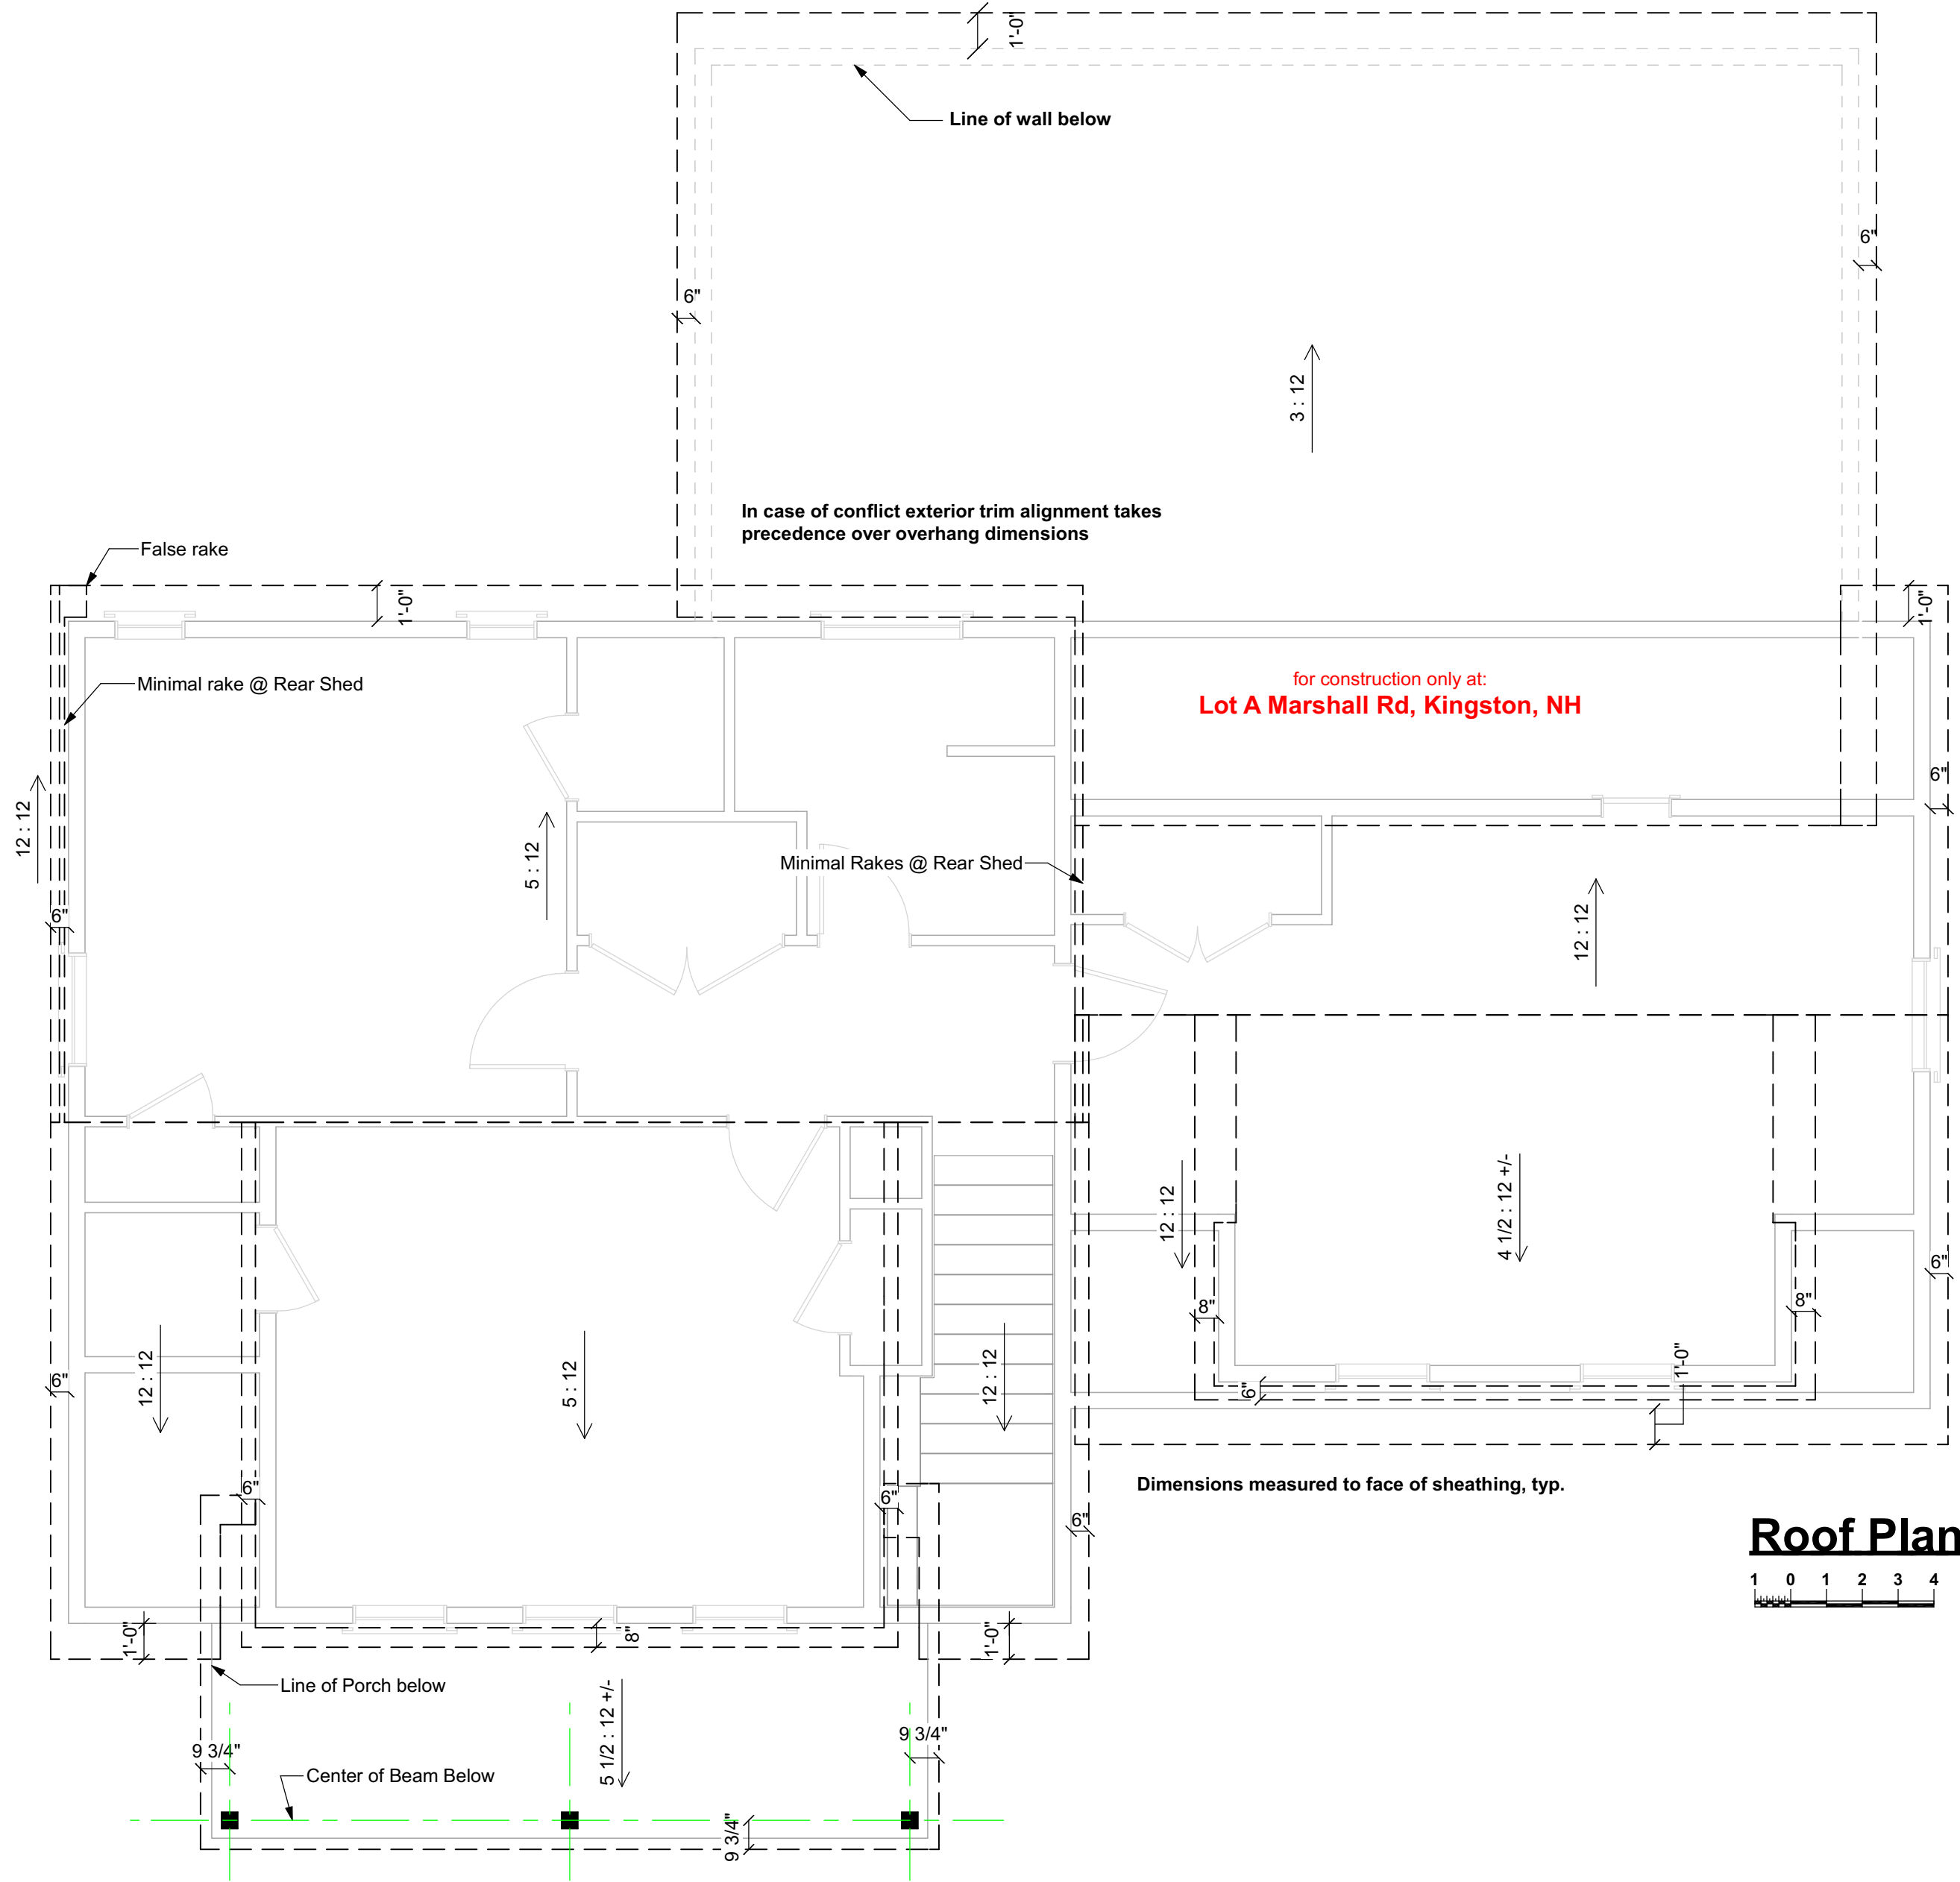 1'-0"
Line of wall below
6"
6"
3 : 12
In case of conflict exterior trim alignment takes
precedence over overhang dimensions
False rake
1'-0"
1'-0"
for construction only at:
Lot A Marshall Rd, Kingston, NH
Minimal rake @ Rear Shed
6"
12 : 12
5 : 12
Minimal Rakes @ Rear Shed
6"
12 : 12
12 : 12
4 1/2 : 12 +/-
6"
8"
8"
12 : 12
5 : 12
12 : 12
6"
1'-0"
6"
Dimensions measured to face of sheathing, typ.
6"
6"
6"
Roof Plan
1 0 1 2 3 4
1'-0"
8"
1'-0"
Line of Porch below
5 1/2 : 12 +/-
9 3/4"
9 3/4"
Center of Beam Below
9 3/4"